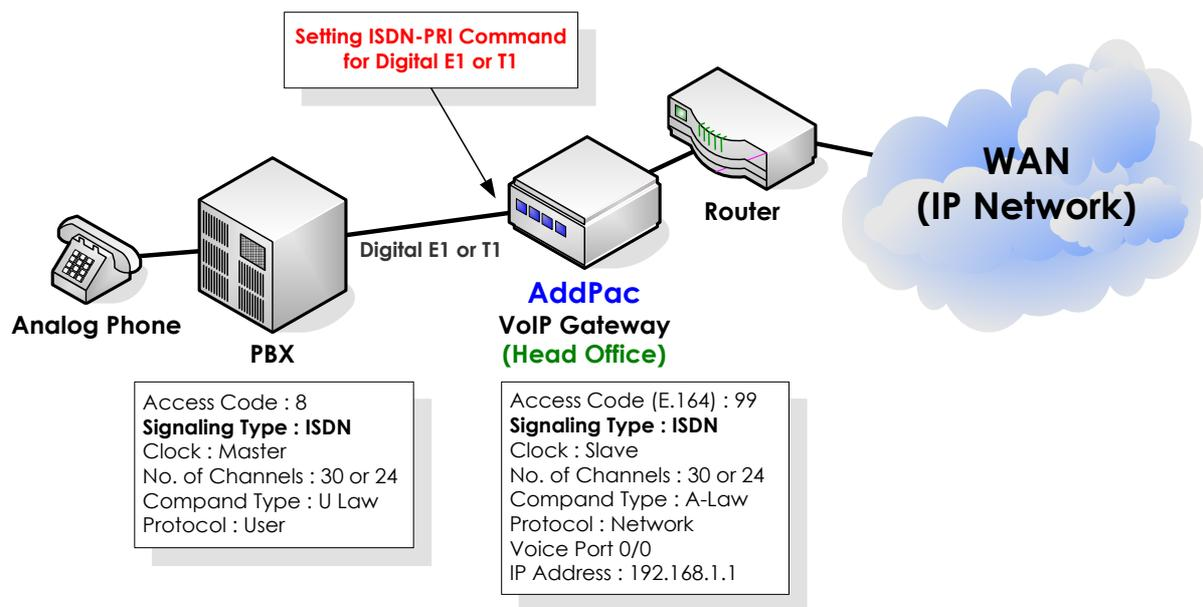 Setting ISDN-PRI Command
for Digital E1 or T1
WAN
(IP Network)
Router
Digital E1 or T1
Analog Phone
PBX
AddPac
VoIP Gateway
(Head Office)
Access Code : 8
Signaling Type : ISDN
Clock : Master
No. of Channels : 30 or 24
Compand Type : U Law
Protocol : User
Access Code (E.164) : 99
Signaling Type : ISDN
Clock : Slave
No. of Channels : 30 or 24
Compand Type : A-Law
Protocol : Network
Voice Port 0/0
IP Address : 192.168.1.1